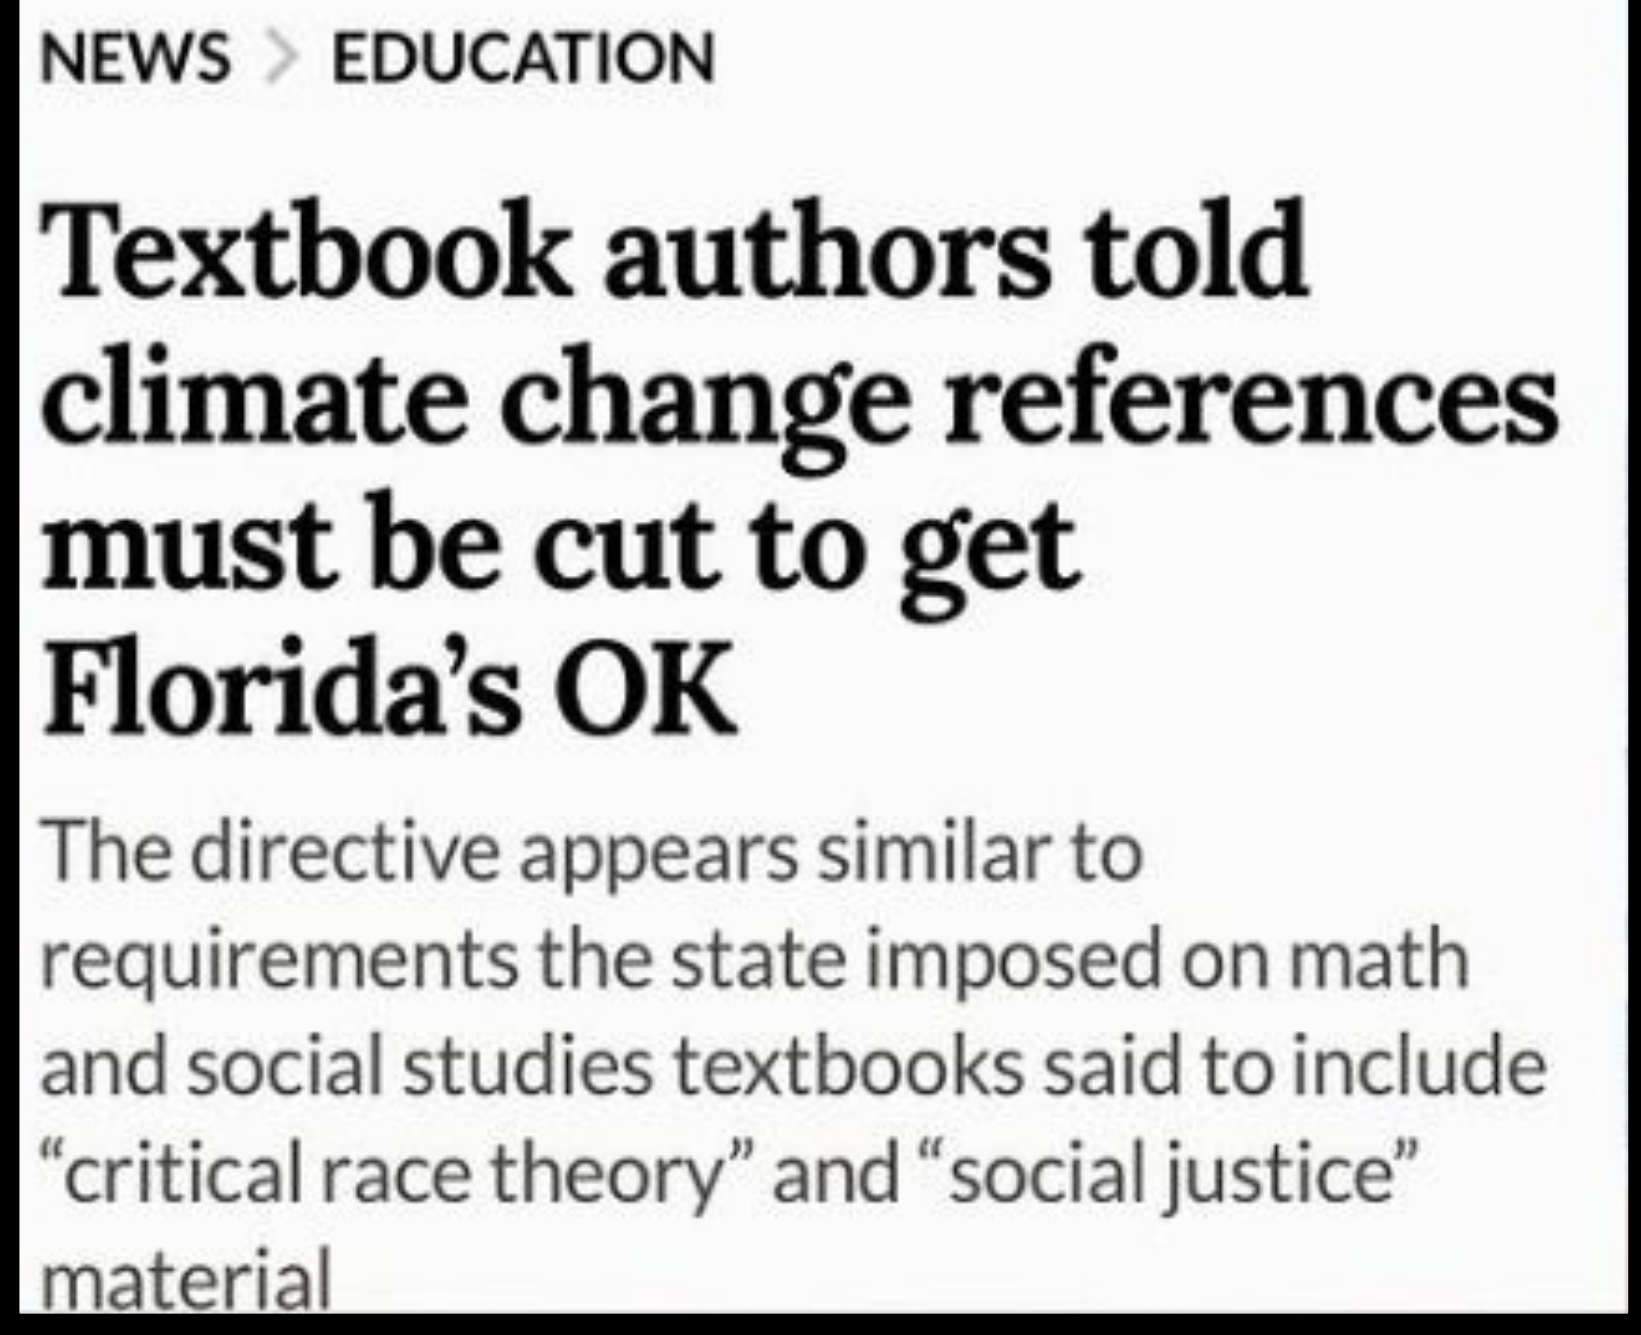 NEWS > EDUCATION
Textbook authors told
climate change references
must be cut to get
Florida’s OK
The directive appears similar to
requirements the state imposed on math
and social studies textbooks said to include
“critical race theory” and “social justice”
material